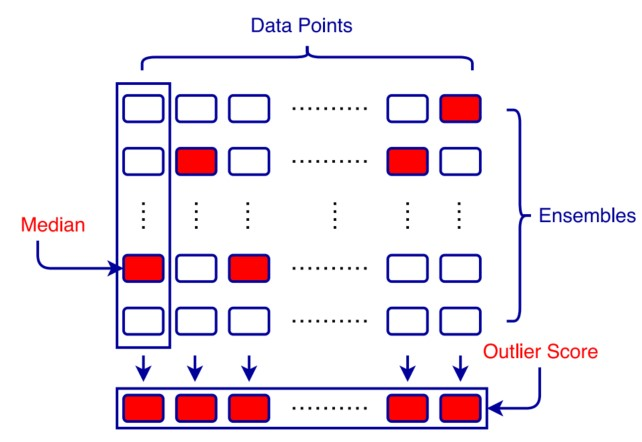 Data Points
Ensembles
Median
Outlier Score